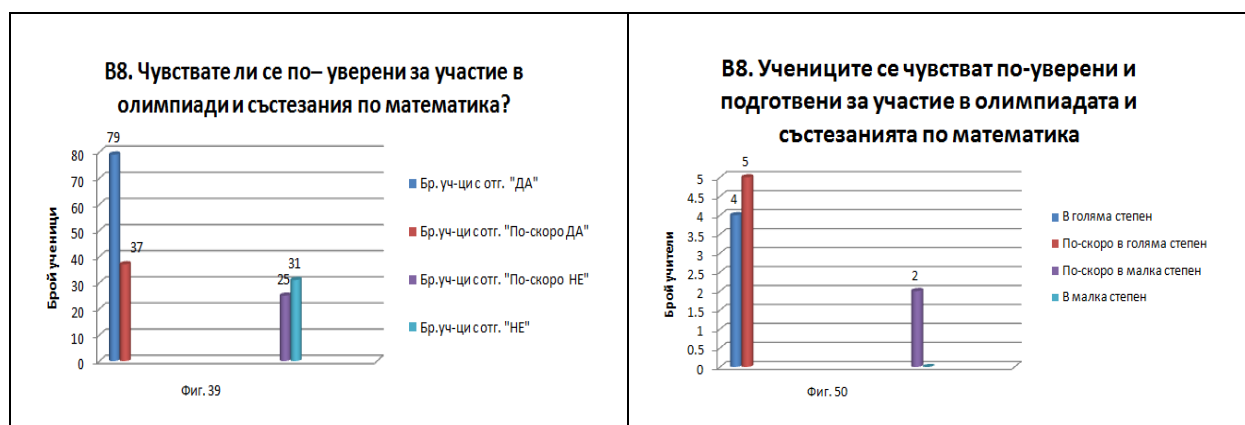 В8. Чувствате ли се по– уверени за участие в
олимпиади и състезания по математика?
79
80
70
60
50
40
30
20
10
0
37
25
31
Брой ученици
Бр. уч-ци с отг. "ДА"
Бр.уч-ци с отг. "По-скоро ДА"
Бр.уч-ци с отг. "По-скоро НЕ"
Бр.уч-ци с отг. "НЕ"
Фиг. 39
В8. Учениците се чувстват по-уверени и
подготвени за участие в олимпиадата и
състезанията по математика
5
5
4.5
4
3.5
3
2.5
2
1.5
1
0.5
0
4
2
Брой учители
В голяма степен
По-скоро в голяма степен
По-скоро в малка степен
В малка степен
Фиг. 50